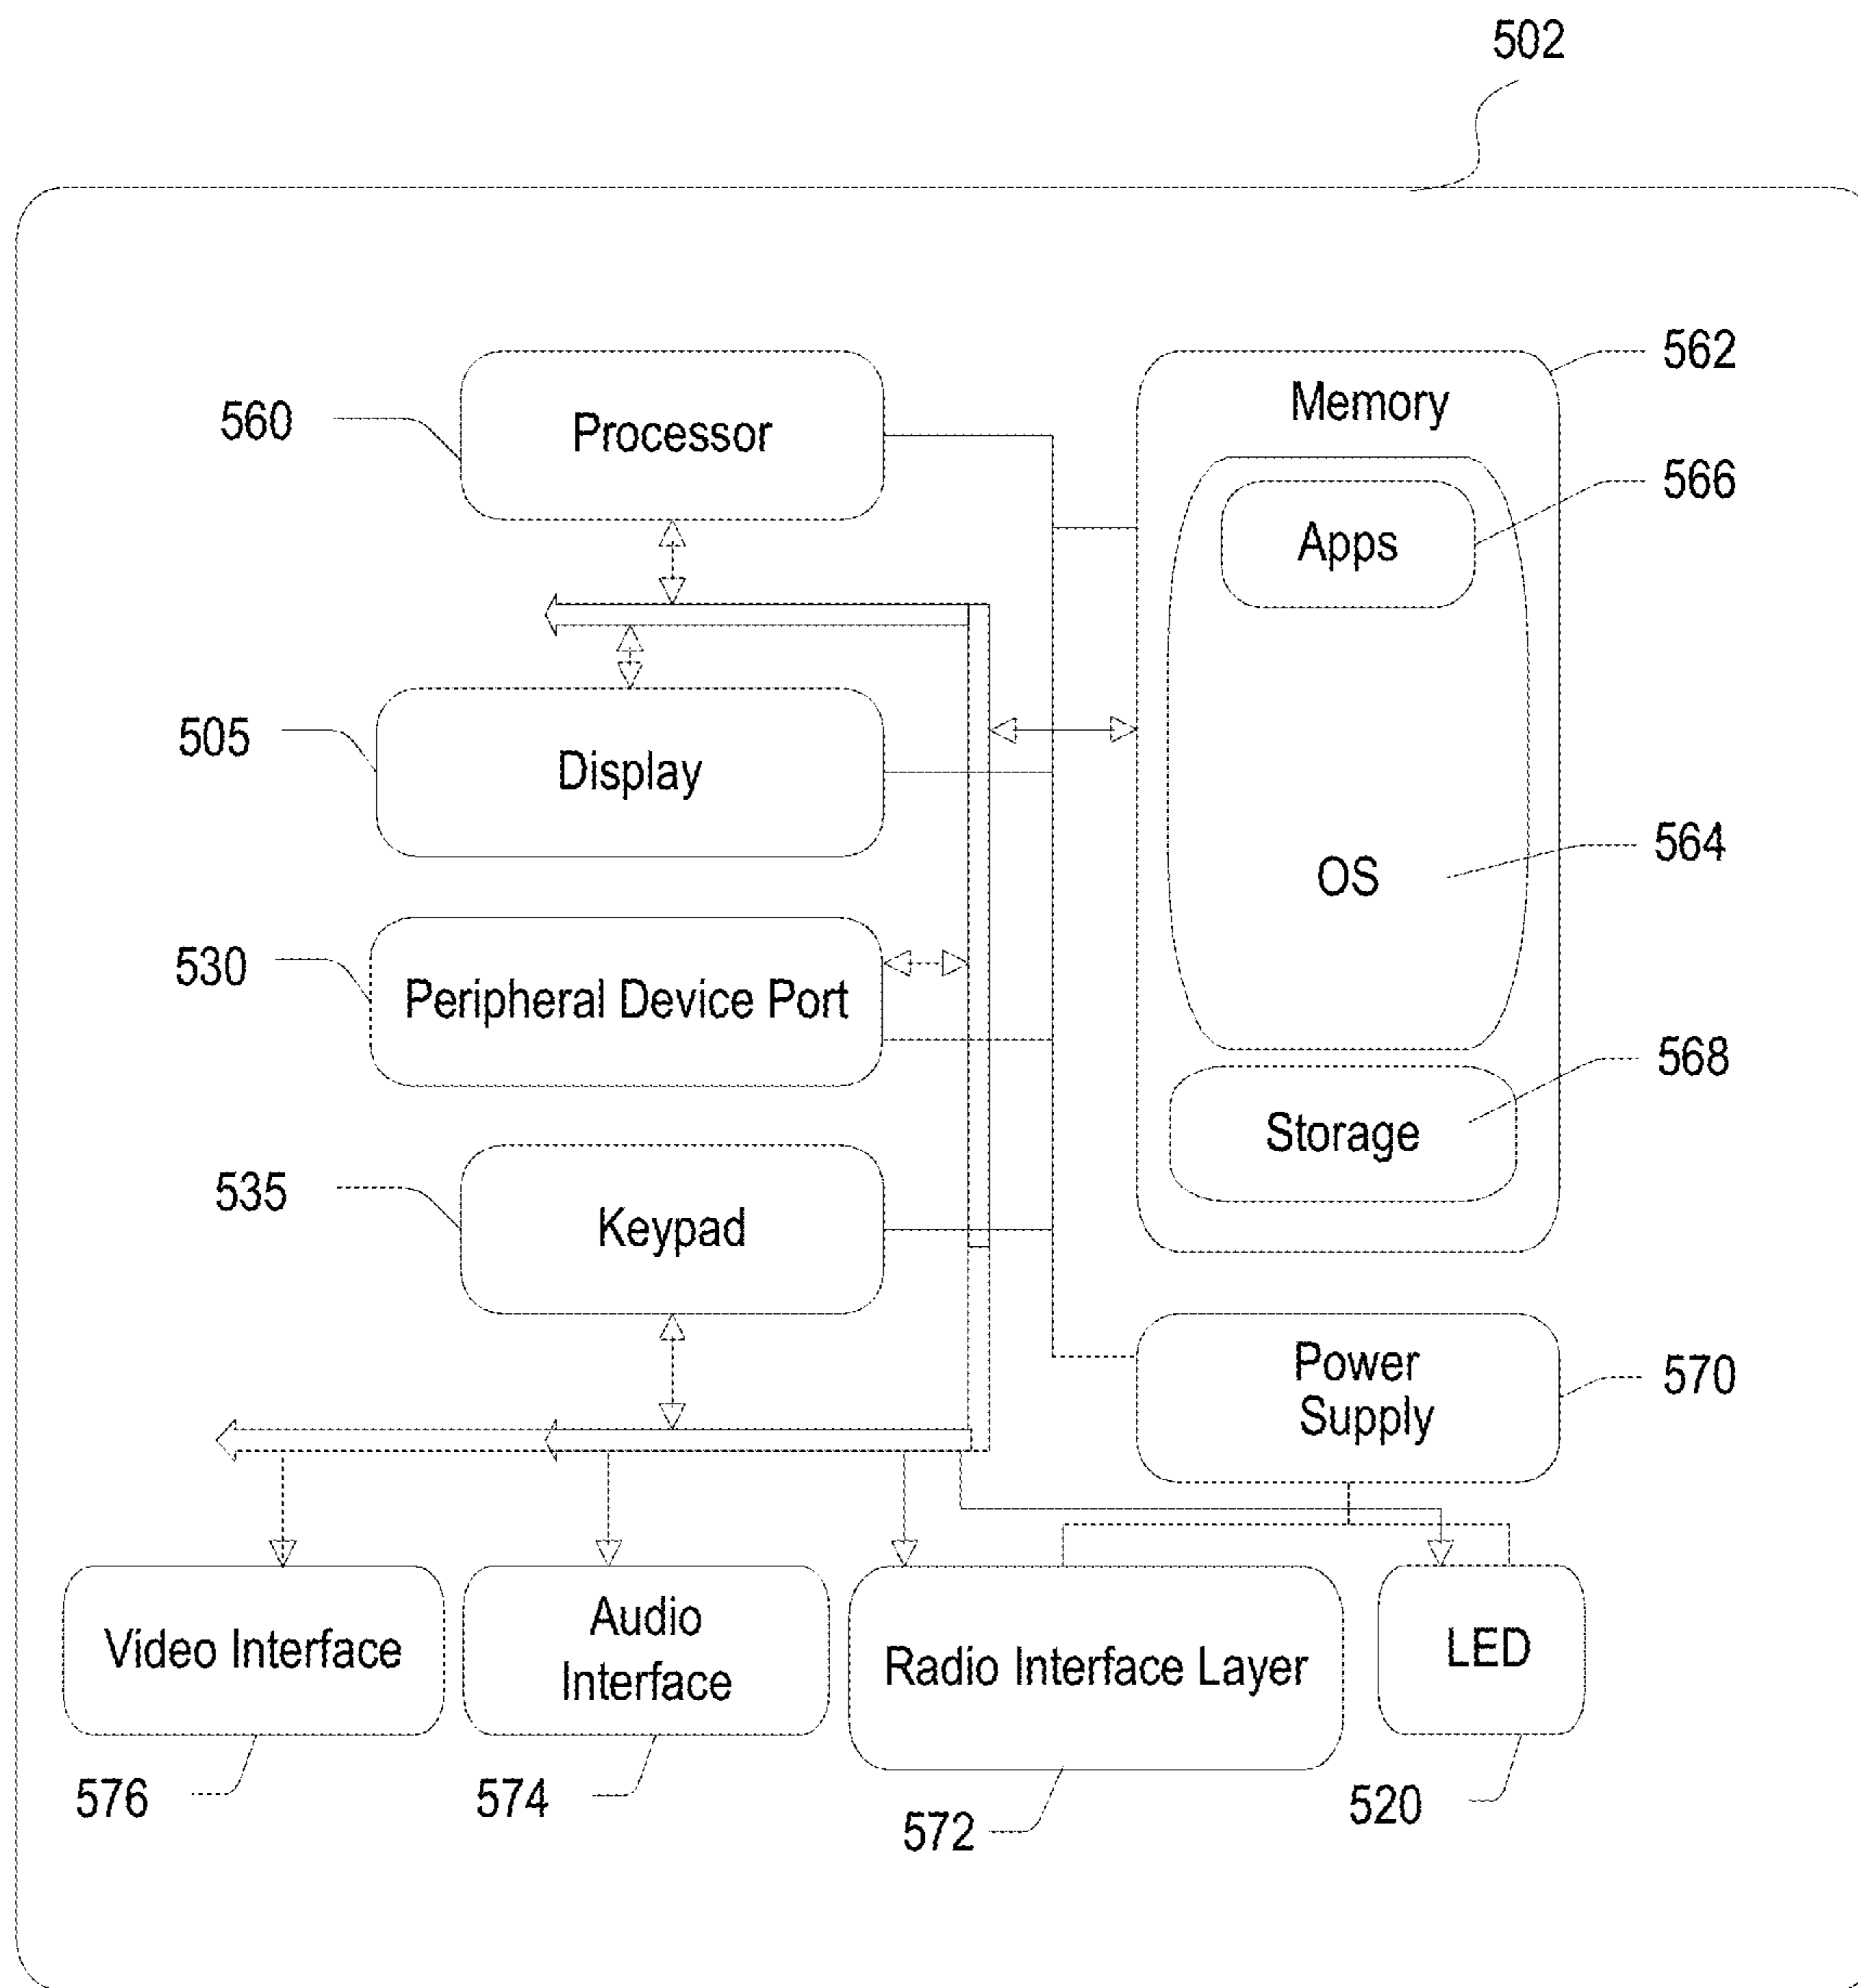 502
562
Memory
560
Processor
566
Apps
505
Display
564
OS
530
Peripheral Device Port
568
Storage
535
Keypad
Power
Supply
570
Video Interface
Audio
Interface
Radio Interface Layer
LED
576
574
572
520